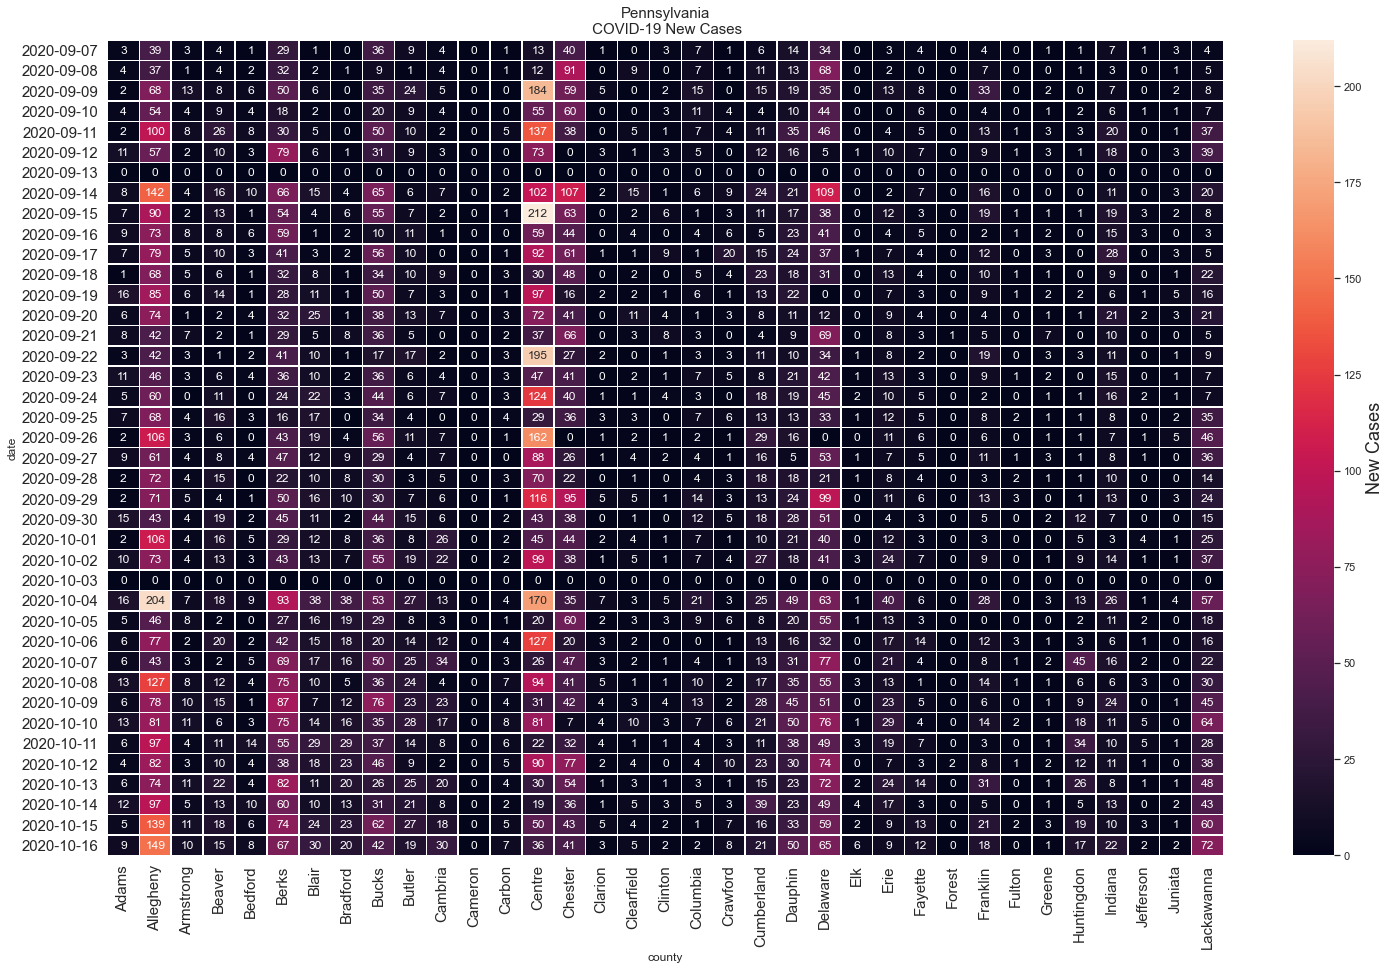 Pennsylvania
COVID-19 New Cases
2020-09-07 3 39 3 4 1 29 1 0 36 9 4 0 1 13 40 1 0 3 7 1 6 14 34 0 3 4 0 4 0 1 1 7 1 3 4
2020-09-08 4 37 1 4 2 32 2 1 9 1 4 0 1 12 91 0 9 0 7 1 11 13 68 0 2 0 0 7 0 0 1 3 0 1 5
2020-09-09 2 68 13 8 6 50 6 0 35 24 5 0 0 184 59 5 0 2 15 0 15 19 35 0 13 8 0 33 0 2 0 7 0 2 8
2020-09-10 4 54 4 9 4 18 2 0 20 9 4 0 0 55 60 0 0 3 11 4 4 10 44 0 0 6 0 4 0 1 2 6 1 1 7
2020-09-11 2 100 8 26 8 30 5 0 50 10 2 0 5 137 38 0 5 1 7 4 11 35 46 0 4 5 0 13 1 3 3 20 0 1 37
2020-09-12 11 57 2 10 3 79 6 1 31 9 3 0 0 73 0 3 1 3 5 0 12 16 5 1 10 7 0 9 1 3 1 18 0 3 39
2020-09-13 0 0 0 0 0 0 0 0 0 0 0 0 0 0 0 0 0 0 0 0 0 0 0 0 0 0 0 0 0 0 0 0 0 0 0
2020-09-14 8 142 4 16 10 66 15 4 65 6 7 0 2 102 107 2 15 1 6 9 24 21 109 0 2 7 0 16 0 0 0 11 0 3 20
2020-09-15 7 90 2 13 1 54 4 6 55 7 2 0 1 212 63 0 2 6 1 3 11 17 38 0 12 3 0 19 1 1 1 19 3 2 8
2020-09-16 9 73 8 8 6 59 1 2 10 11 1 0 0 59 44 0 4 0 4 6 5 23 41 0 4 5 0 2 1 2 0 15 3 0 3
2020-09-17 7 79 5 10 3 41 3 2 56 10 0 0 1 92 61 1 1 9 1 20 15 24 37 1 7 4 0 12 0 3 0 28 0 3 5
2020-09-18 1 68 5 6 1 32 8 1 34 10 9 0 3 30 48 0 2 0 5 4 23 18 31 0 13 4 0 10 1 1 0 9 0 1 22
2020-09-19 16 85 6 14 1 28 11 1 50 7 3 0 1 97 16 2 2 1 6 1 13 22 0 0 7 3 0 9 1 2 2 6 1 5 16
2020-09-20 6 74 1 2 4 32 25 1 38 13 7 0 3 72 41 0 11 4 1 3 8 11 12 0 9 4 0 4 0 1 1 21 2 3 21
2020-09-21 8 42 7 2 1 29 5 8 36 5 0 0 2 37 66 0 3 8 3 0 4 9 69 0 8 3 1 5 0 7 0 10 0 0 5
2020-09-22 3 42 3 1 2 41 10 1 17 17 2 0 3 195 27 2 0 1 3 3 11 10 34 1 8 2 0 19 0 3 3 11 0 1 9
2020-09-23 11 46 3 6 4 36 10 2 36 6 4 0 3 47 41 0 2 1 7 5 8 21 42 1 13 3 0 9 1 2 0 15 0 1 7
2020-09-24 5 60 0 11 0 24 22 3 44 6 7 0 3 124 40 1 1 4 3 0 18 19 45 2 10 5 0 2 0 1 1 16 2 1 7
2020-09-25 7 68 4 16 3 16 17 0 34 4 0 0 4 29 36 3 3 0 7 6 13 13 33 1 12 5 0 8 2 1 1 10 8 0 2 35
2020-09-26 2 106 3 6 0 43 19 4 56 11 7 0 1 162 0 1 2 1 2 1 29 16 0 0 11 6 0 6 0 1 1 7 1 5 46
2020-09-27 9 61 4 8 4 47 12 9 29 4 7 0 0 88 26 1 4 2 4 1 16 5 53 1 7 5 0 11 1 3 1 8 1 0 36
2020-09-28 2 72 4 15 0 22 10 8 30 3 5 0 3 70 22 0 1 0 4 3 18 18 21 1 8 4 0 3 2 1 1 10 0 0 14
2020-09-29 2 71 5 4 1 50 16 10 30 7 6 0 1 116 95 5 5 1 14 3 13 24 99 0 11 6 0 13 3 0 1 13 0 3 24
2020-09-30 15 43 4 19 2 45 11 2 44 15 6 0 2 43 38 0 1 0 12 5 18 28 51 0 4 3 0 5 0 2 12 7 0 0 15
2020-10-01 2 106 4 16 5 29 12 8 36 8 26 0 2 45 44 2 4 1 7 1 10 21 40 0 12 3 0 3 0 0 5 3 4 1 25
2020-10-02 10 73 4 13 3 43 13 7 55 19 22 0 2 99 38 1 5 1 7 4 27 18 41 3 24 7 0 9 0 1 9 14 1 1 37
2020-10-03 0 0 0 0 0 0 0 0 0 0 0 0 0 0 0 0 0 0 0 0 0 0 0 0 0 0 0 0 0 0 0 0 0 0 0
2020-10-04 16 204 7 18 9 93 38 38 53 27 13 0 4 170 35 7 3 5 21 3 25 49 63 1 40 6 0 28 0 3 13 26 1 4 57
2020-10-05 5 46 8 2 0 27 16 19 29 8 3 0 1 20 60 2 3 3 9 6 8 20 55 1 13 3 0 0 0 0 2 11 2 0 18
2020-10-06 6 77 2 20 2 42 15 18 20 14 12 0 4 127 20 3 2 0 0 1 13 16 32 0 17 14 0 12 3 1 3 6 1 0 16
2020-10-07 6 43 3 2 5 69 17 16 50 25 34 0 3 26 47 3 2 1 4 1 13 31 77 0 21 4 0 8 1 2 45 16 2 0 22
2020-10-08 13 127 8 12 4 75 10 5 36 24 4 0 7 94 41 5 1 1 10 2 17 35 55 3 13 1 0 14 1 1 6 6 3 0 30
2020-10-09 6 78 10 15 1 87 7 12 76 23 23 0 4 31 42 4 3 4 13 2 28 45 51 0 23 5 0 6 0 1 9 24 0 1 45
2020-10-10 13 81 11 6 3 75 14 16 35 28 17 0 8 81 7 4 10 3 7 6 21 50 76 1 29 4 0 14 2 1 18 11 5 0 64
2020-10-11 6 97 4 11 14 55 29 29 37 14 8 0 6 22 32 4 1 1 4 3 11 38 49 3 19 7 0 3 0 1 34 10 5 1 28
2020-10-12 4 82 3 10 4 38 18 23 46 9 2 0 5 90 77 2 4 0 4 10 23 30 74 0 7 3 2 8 1 2 12 11 1 0 38
2020-10-13 6 74 11 22 4 82 11 20 26 25 20 0 4 30 54 1 3 1 3 1 15 23 72 2 24 14 0 31 0 2 26 8 1 1 48
2020-10-14 12 97 5 13 10 60 10 13 31 21 8 0 2 19 36 1 5 3 5 3 39 23 49 4 17 3 0 5 0 1 5 13 0 2 43
2020-10-15 5 139 11 18 6 74 24 23 62 27 18 0 5 50 43 5 4 2 1 7 16 33 59 2 9 13 0 21 2 3 19 10 3 1 60
2020-10-16 9 149 10 15 8 67 30 20 42 19 30 0 7 36 41 3 5 2 2 8 21 50 65 6 9 12 0 18 0 1 17 22 2 2 72
date
Adams Allegheny Armstrong Beaver Bedford Berks Blair Bradford Bucks Butler Cambria Cameron Carbon Centre Chester Clarion Clearfield Clinton Columbia Crawford Cumberland Dauphin Delaware Elk Erie Fayette Forest Franklin Fulton Greene Huntingdon Indiana Jefferson Juniata Lackawanna
county
200
175
150
125
100
75
50
25
0
New Cases